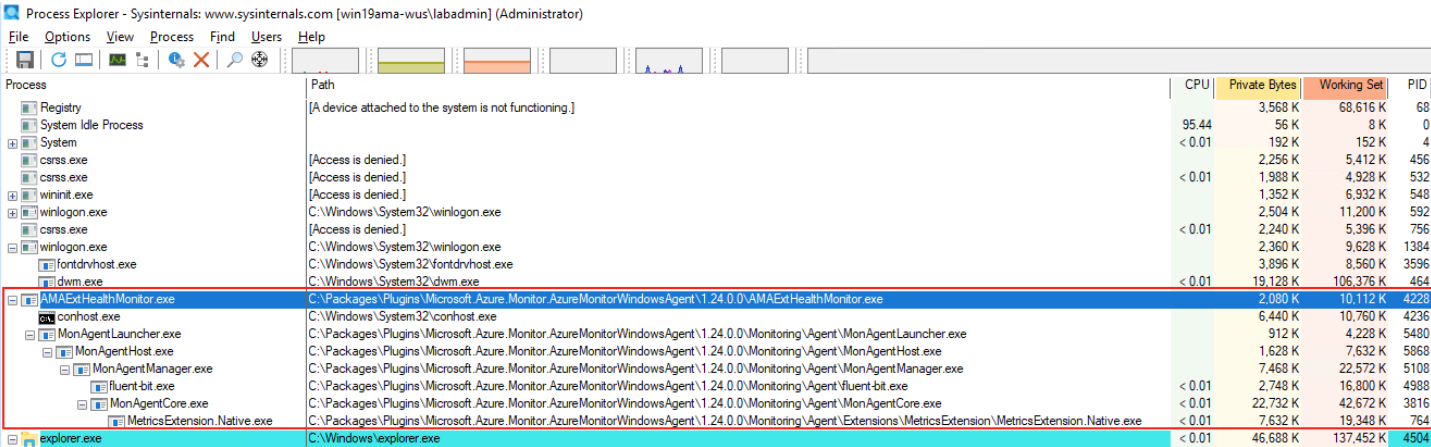 Process Explorer - Sysinternals: www.sysinternals.com [win19ama-wus\labadmin] (Administrator)
File Options View Process Find Users Help
Process Path CPU Private Bytes Working Set PID
Registry [A device attached to the system is not functioning.] 3,568 K 68,616 K 68
System Idle Process 95.44 56 K 8 K 0
System < 0.01 192 K 152 K 4
csrss.exe [Access is denied.] 2,256 K 5,412 K 456
csrss.exe [Access is denied.] < 0.01 1,988 K 4,928 K 532
wininit.exe [Access is denied.] 1,352 K 6,932 K 548
winlogon.exe C:\Windows\System32\winlogon.exe 2,504 K 11,200 K 592
csrss.exe [Access is denied.] < 0.01 2,240 K 5,396 K 756
winlogon.exe C:\Windows\System32\winlogon.exe 2,360 K 9,628 K 1384
fontdrvhost.exe C:\Windows\System32\fontdrvhost.exe 3,896 K 8,560 K 3596
dwm.exe C:\Windows\System32\dwm.exe < 0.01 19,128 K 106,376 K 464
AMAExtHealthMonitor.exe C:\Packages\Plugins\Microsoft.Azure.Monitor.AzureMonitorWindowsAgent\1.24.0.0\AMAExtHealthMonitor.exe 2,080 K 10,112 K 4228
conhost.exe C:\Windows\System32\conhost.exe 6,440 K 10,760 K 4236
MonAgentLauncher.exe C:\Packages\Plugins\Microsoft.Azure.Monitor.AzureMonitorWindowsAgent\1.24.0.0\Monitoring\Agent\MonAgentLauncher.exe 912 K 4,228 K 5480
MonAgentHost.exe C:\Packages\Plugins\Microsoft.Azure.Monitor.AzureMonitorWindowsAgent\1.24.0.0\Monitoring\Agent\MonAgentHost.exe 1,628 K 7,632 K 5868
MonAgentManager.exe C:\Packages\Plugins\Microsoft.Azure.Monitor.AzureMonitorWindowsAgent\1.24.0.0\Monitoring\Agent\MonAgentManager.exe 7,468 K 22,572 K 5108
fluent-bit.exe C:\Packages\Plugins\Microsoft.Azure.Monitor.AzureMonitorWindowsAgent\1.24.0.0\Monitoring\Agent\fluent-bit.exe < 0.01 2,748 K 16,800 K 4988
MonAgentCore.exe C:\Packages\Plugins\Microsoft.Azure.Monitor.AzureMonitorWindowsAgent\1.24.0.0\Monitoring\Agent\MonAgentCore.exe < 0.01 22,732 K 42,672 K 3816
MetricsExtension.Native.exe C:\Packages\Plugins\Microsoft.Azure.Monitor.AzureMonitorWindowsAgent\1.24.0.0\Monitoring\Agent\Extensions\MetricsExtension\MetricsExtension.Native.exe < 0.01 7,632 K 19,348 K 764
explorer.exe C:\Windows\explorer.exe < 0.01 46,688 K 137,452 K 4504